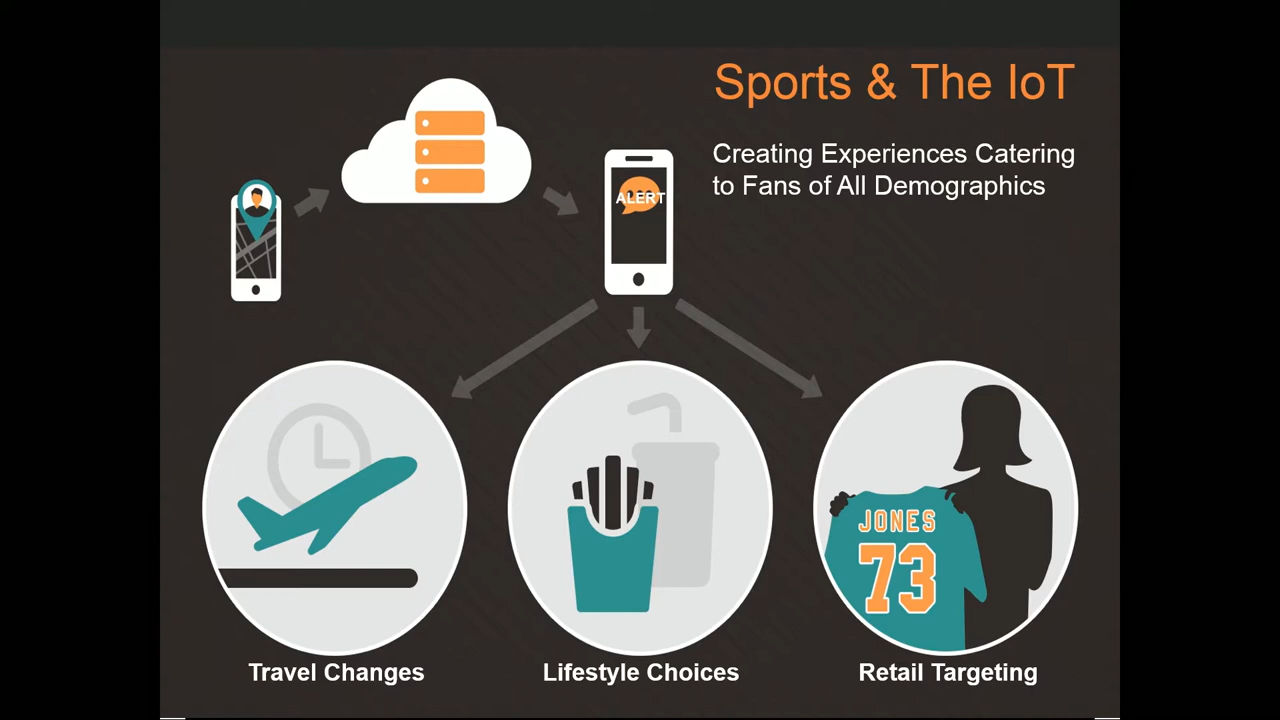 Sports & The IoT
Creating Experiences Catering
to Fans of All Demographics
ALERT
JONES
73
Travel Changes
Lifestyle Choices
Retail Targeting